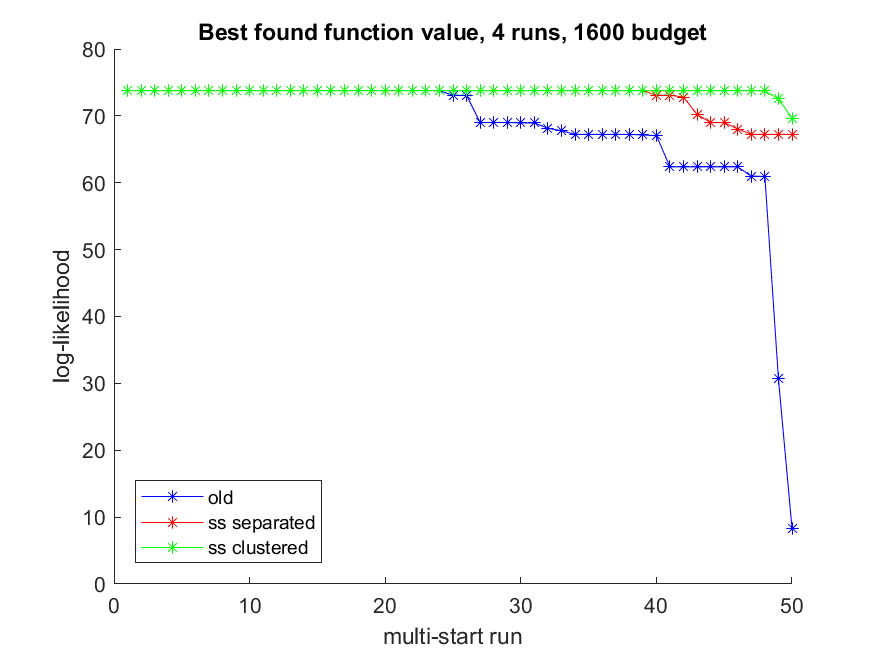 Best found function value, 4 runs, 1600 budget
80
70
60
50
40
30
20
10
0
log-likelihood
old
ss separated
ss clustered
0 10 20 30 40 50
multi-start run